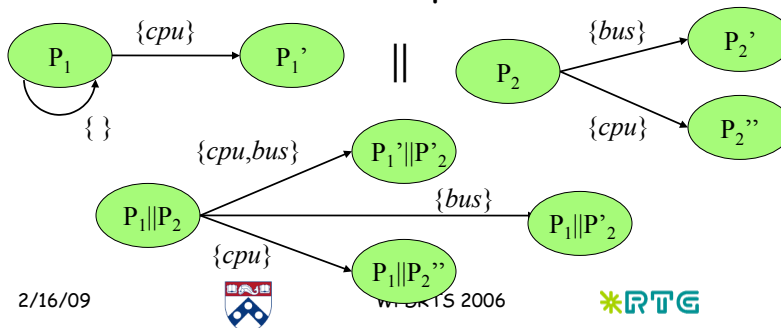 {cpu}
P₁
P₁’
{ }
||
P₂
{bus}
P₂’
{cpu}
P₂’’
{cpu,bus}
P₁’||P’₂
P₁||P₂
{bus}
P₁||P’₂
{cpu}
P₁||P₂’’
2/16/09
2006
RTG